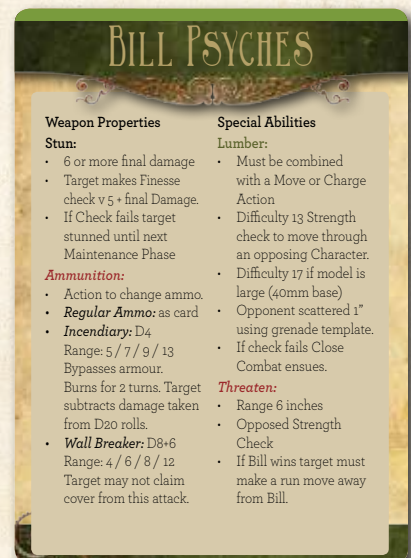 BILL PSYCHES
Weapon Properties
Stun:
• 6 or more final damage
• Target makes Finesse
check v 5 + final Damage.
• If Check fails target
stunned until next
Maintenance Phase
Ammunition:
• Action to change ammo.
• Regular Ammo: as card
• Incendiary: D4
Range: 5 / 7 / 9 / 13
Bypasses armour.
Burns for 2 turns. Target
subtracts damage taken
from D20 rolls.
• Wall Breaker: D8+6
Range: 4 / 6 / 8 / 12
Target may not claim
cover from this attack.
Special Abilities
Lumber:
• Must be combined
with a Move or Charge
Action
• Difficulty 13 Strength
check to move through
an opposing Character.
• Difficulty 17 if model is
large (40mm base)
• Opponent scattered 1"
using grenade template.
• If check fails Close
Combat ensues.
Threaten:
• Range 6 inches
• Opposed Strength
Check
• If Bill wins target must
make a run move away
from Bill.